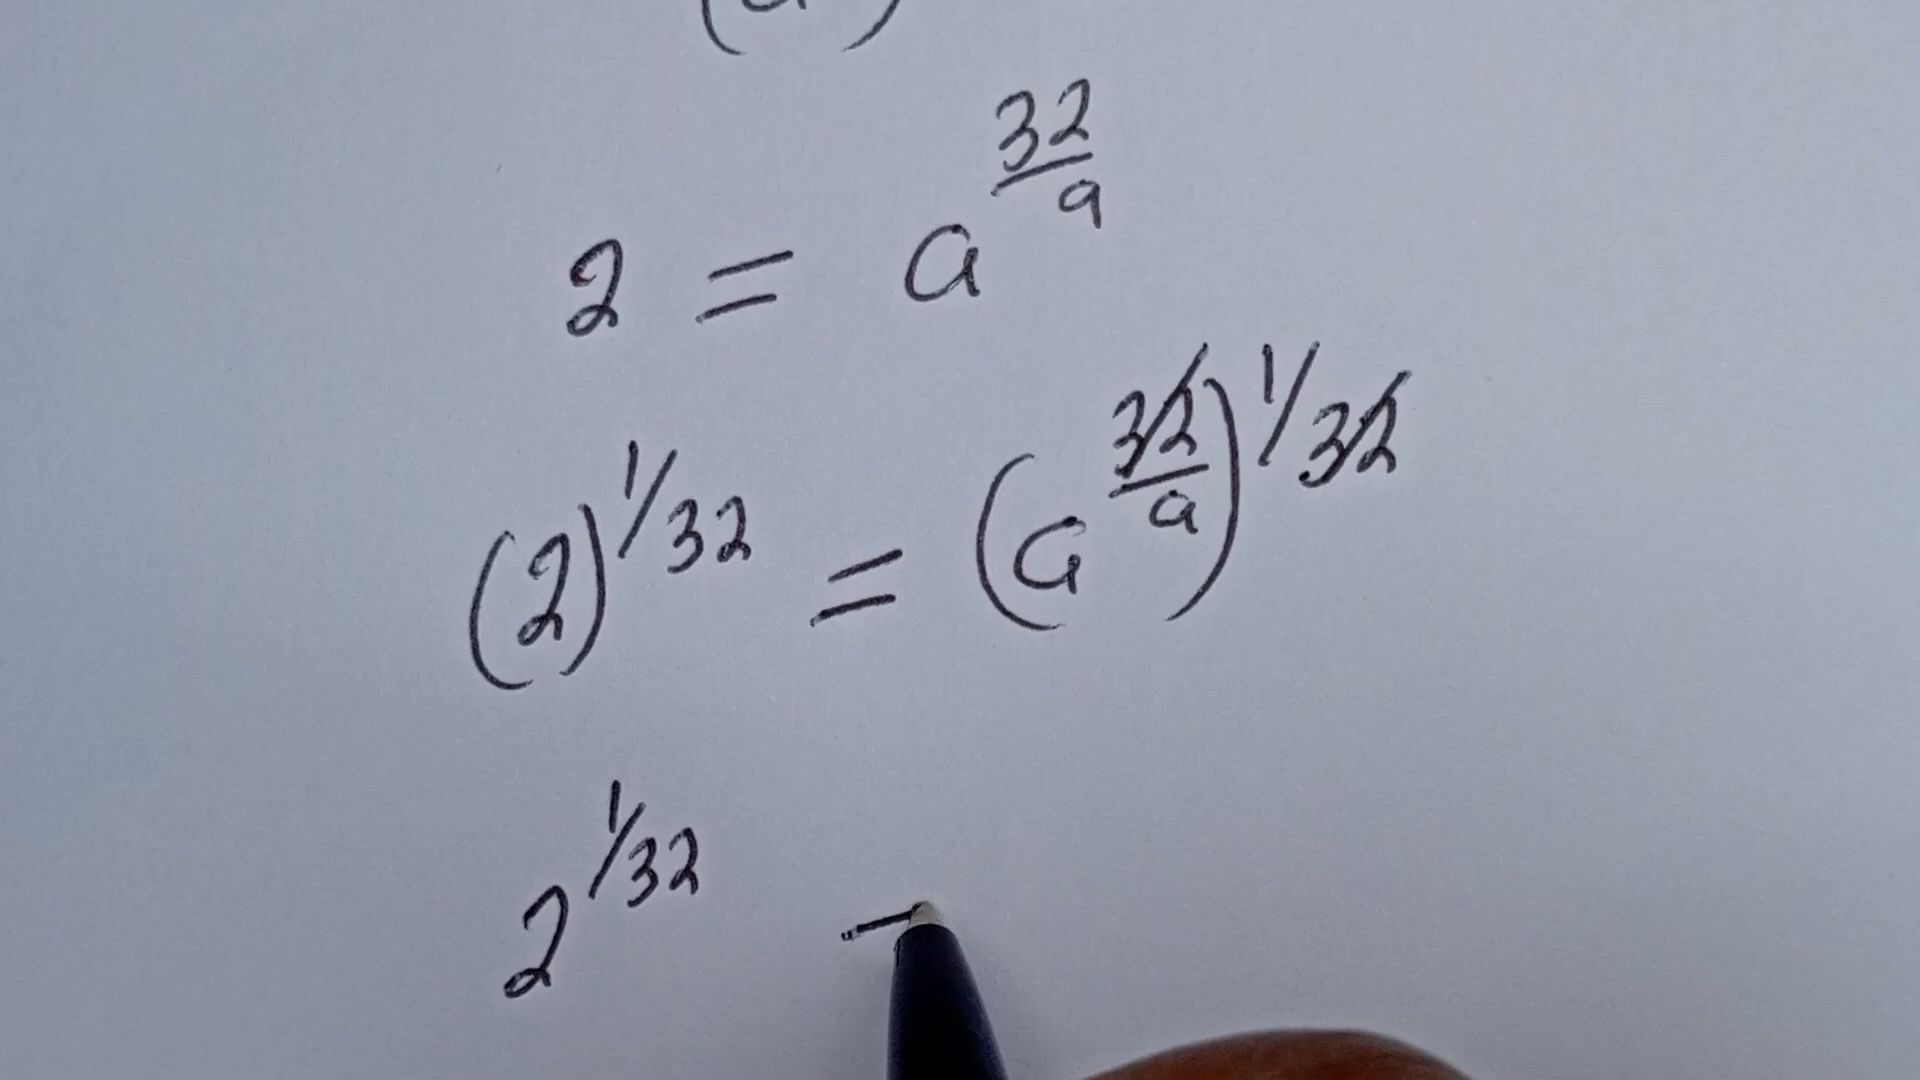 (a)
2 = a^(32/a)
(2)^1/32 = (a^(32/a))^1/32
2^1/32 =